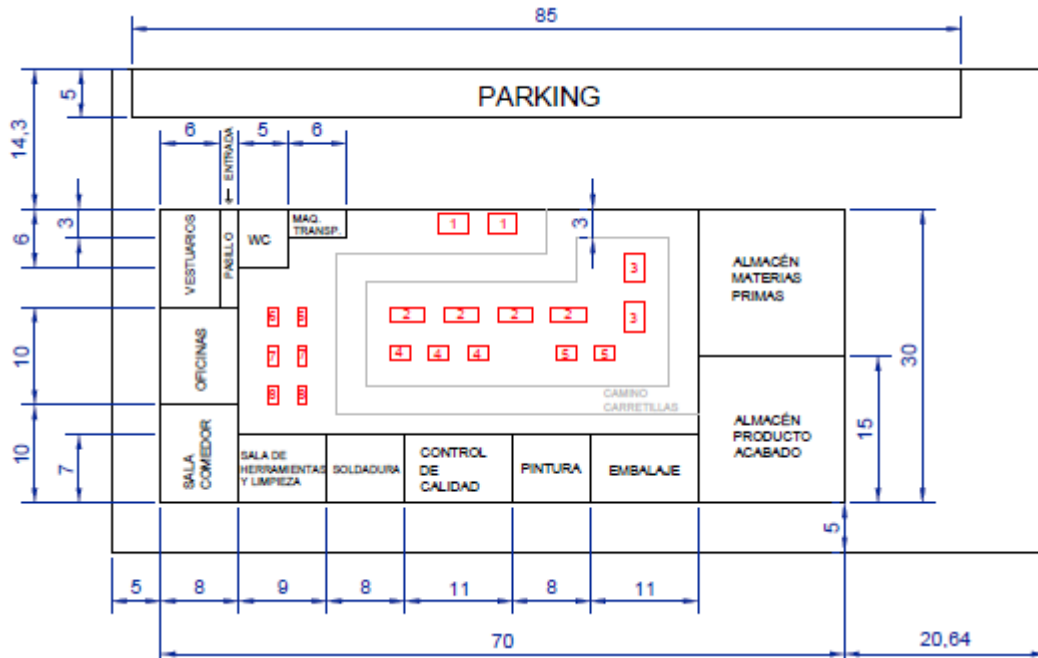 85
PARKING
5
14,3
6
5
6
ENTRADA
3
6
VESTUARIOS
PASILLO
WC
MAQ.
TRANSP.
1
1
3
3
ALMACÉN
MATERIAS
PRIMAS
2
2
2
2
3
6
6
10
OFICINAS
7
7
4
4
4
5
5
30
8
8
CAMINO
CARRETILLAS
10
7
SALA
COMEDOR
SALA DE
HERRAMIENTAS
Y LIMPIEZA
SOLDADURA
CONTROL
DE
CALIDAD
PINTURA
EMBALAJE
ALMACÉN
PRODUCTO
ACABADO
15
5
5
8
9
8
11
8
11
70
20,64